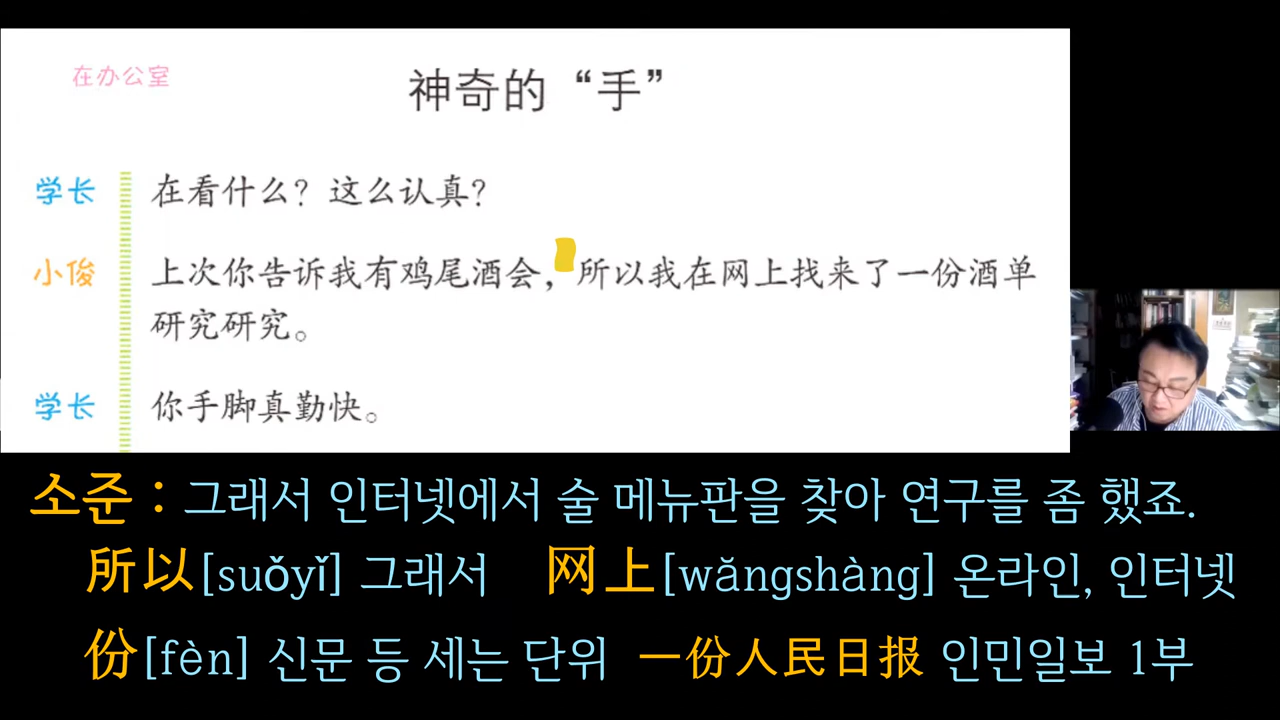 在办公室
神奇的“手”
学长 在看什么？这么认真？
小俊 上次你告诉我有鸡尾酒会，所以我在网上找来了一份酒单
研究研究。
学长 你手脚真勤快。
소준 : 그래서 인터넷에서 술 메뉴판을 찾아 연구를 좀 했죠.
所以[suǒyǐ] 그래서 网上[wǎngshàng] 온라인, 인터넷
份[fèn] 신문 등 세는 단위 一份人民日报 인민일보 1부